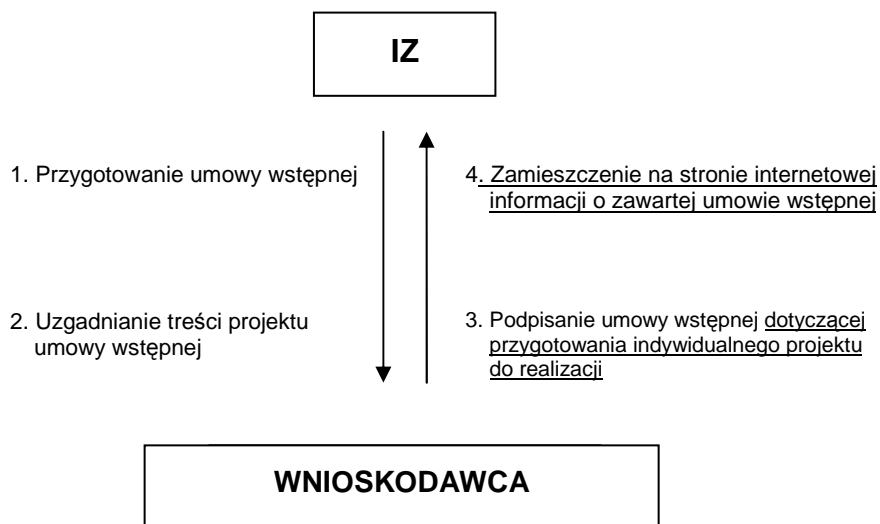 IZ
1. Przygotowanie umowy wstępnej
4. Zamieszczenie na stronie internetowej
informacji o zawartej umowie wstępnej
2. Uzgadnianie treści projektu
umowy wstępnej
3. Podpisanie umowy wstępnej dotyczącej
przygotowania indywidualnego projektu
do realizacji
WNIOSKODAWCA